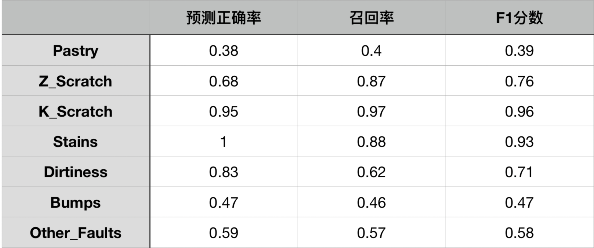 预测正确率 召回率 F1分数
Pastry 0.38 0.4 0.39
Z_Scratch 0.68 0.87 0.76
K_Scratch 0.95 0.97 0.96
Stains 1 0.88 0.93
Dirtiness 0.83 0.62 0.71
Bumps 0.47 0.46 0.47
Other_Faults 0.59 0.57 0.58